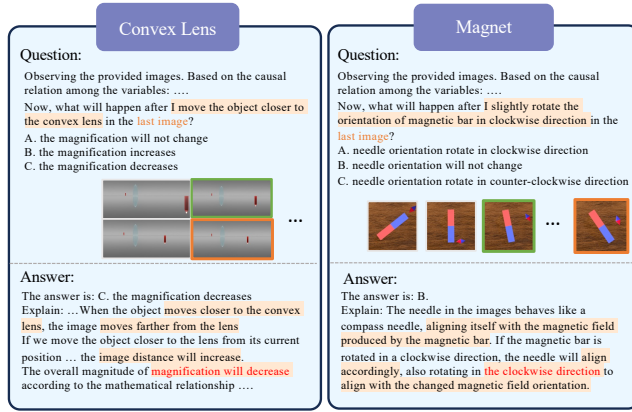 Convex Lens
Question:
Observing the provided images. Based on the causal
relation among the variables: ….
Now, what will happen after I move the object closer to
the convex lens in the last image?
A. the magnification will not change
B. the magnification increases
C. the magnification decreases
...
Answer:
The answer is: C. the magnification decreases
Explain: …When the object moves closer to the convex
lens, the image moves farther from the lens
If we move the object closer to the lens from its current
position … the image distance will increase.
The overall magnitude of magnification will decrease
according to the mathematical relationship ….
Magnet
Question:
Observing the provided images. Based on the causal
relation among the variables: ….
Now, what will happen after I slightly rotate the
orientation of magnetic bar in clockwise direction in the
last image?
A. needle orientation rotate in clockwise direction
B. needle orientation will not change
C. needle orientation rotate in counter-clockwise direction
...
Answer:
The answer is: B.
Explain: The needle in the images behaves like a
compass needle, aligning itself with the magnetic field
produced by the magnetic bar. If the magnetic bar is
rotated in a clockwise direction, the needle will align
accordingly, also rotating in the clockwise direction to
align with the changed magnetic field orientation.